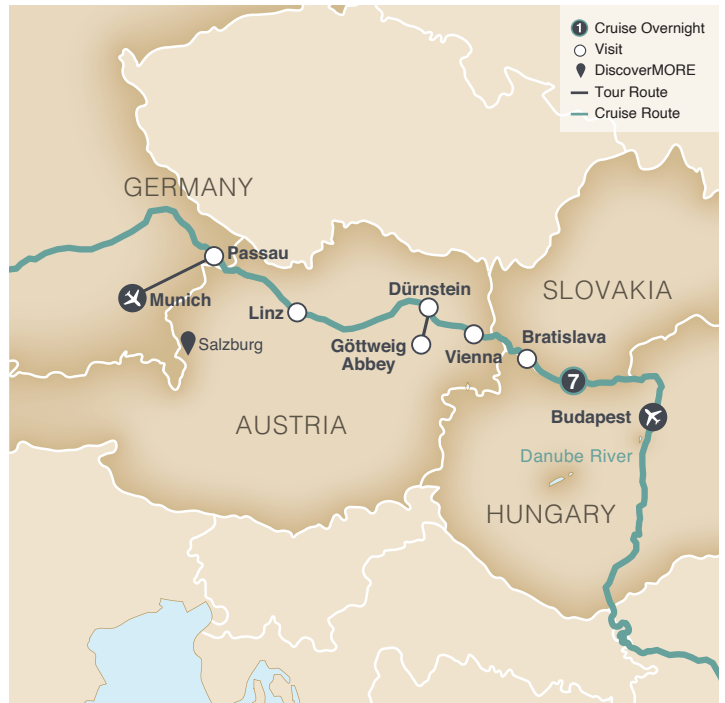 1 Cruise Overnight
Visit
DiscoverMORE
Tour Route
Cruise Route
GERMANY
Passau
Munich
Linz
Dürnstein
SLOVAKIA
Salzburg
Göttweig
Abbey
Vienna
Bratislava
7
AUSTRIA
Budapest
Danube River
HUNGARY